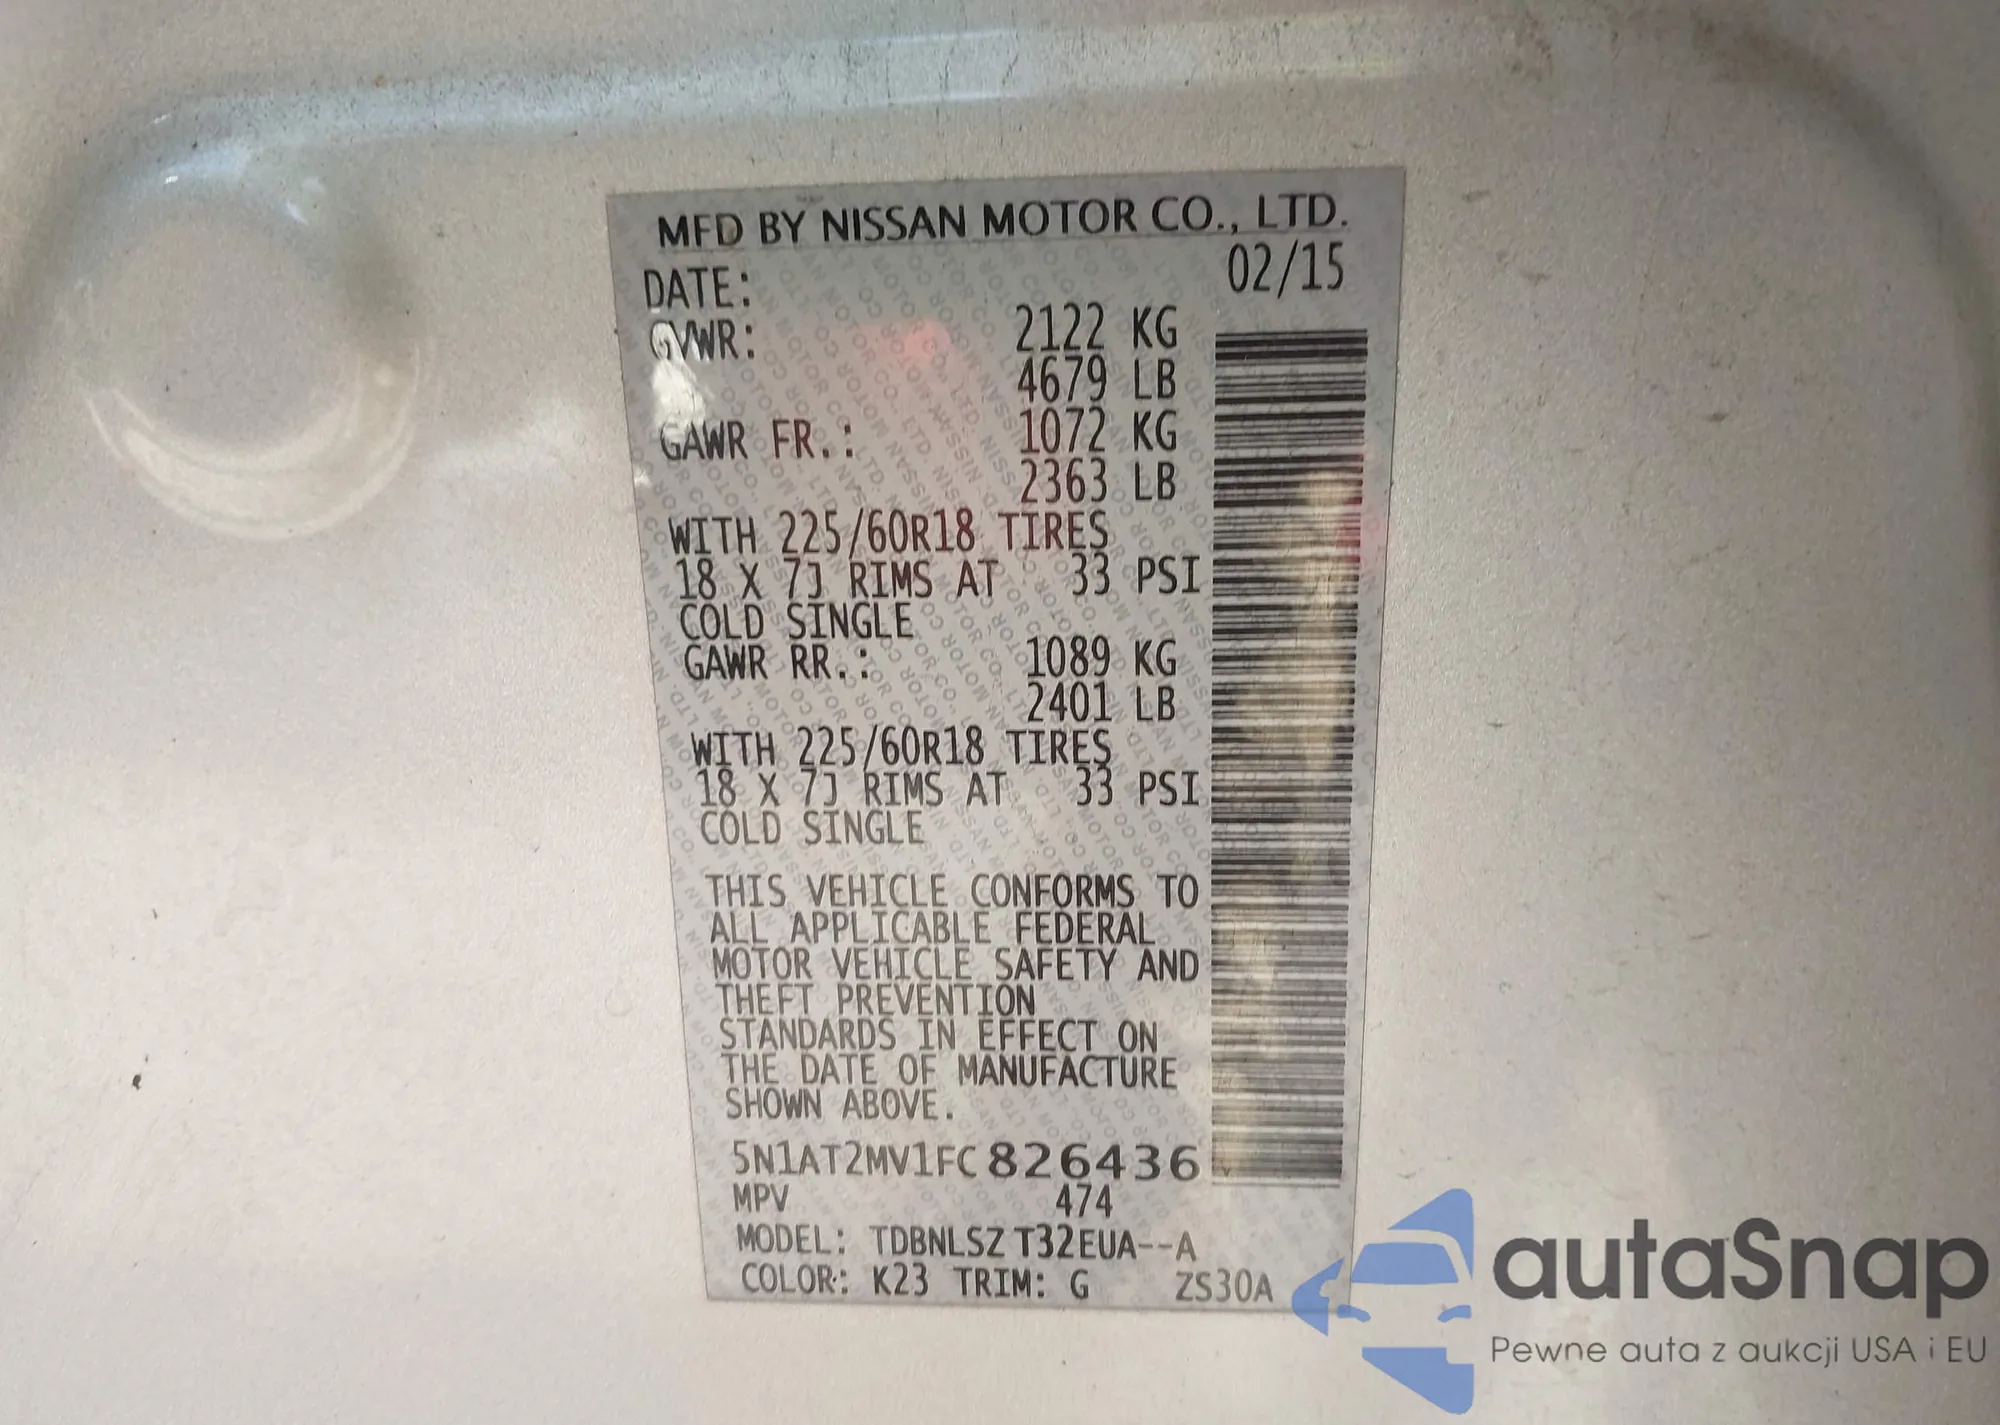 MFD BY NISSAN MOTOR CO., LTD.
DATE: 02/15
GVWR: 2122 KG
4679 LB
GAWR FR.: 1072 KG
2363 LB
WITH 225/60R18 TIRES
18 X 7J RIMS AT 33 PSI
COLD SINGLE
GAWR RR.: 1089 KG
2401 LB
WITH 225/60R18 TIRES
18 X 7J RIMS AT 33 PSI
COLD SINGLE
THIS VEHICLE CONFORMS TO
ALL APPLICABLE FEDERAL
MOTOR VEHICLE SAFETY AND
THEFT PREVENTION
STANDARDS IN EFFECT ON
THE DATE OF MANUFACTURE
SHOWN ABOVE.
5N1AT2MV1FC826436
MPV 474
MODEL: TDBNLSZ T32EUA--A
COLOR: K23 TRIM: G ZS30A
autaSnap
Pewne auta z aukcji USA i EU